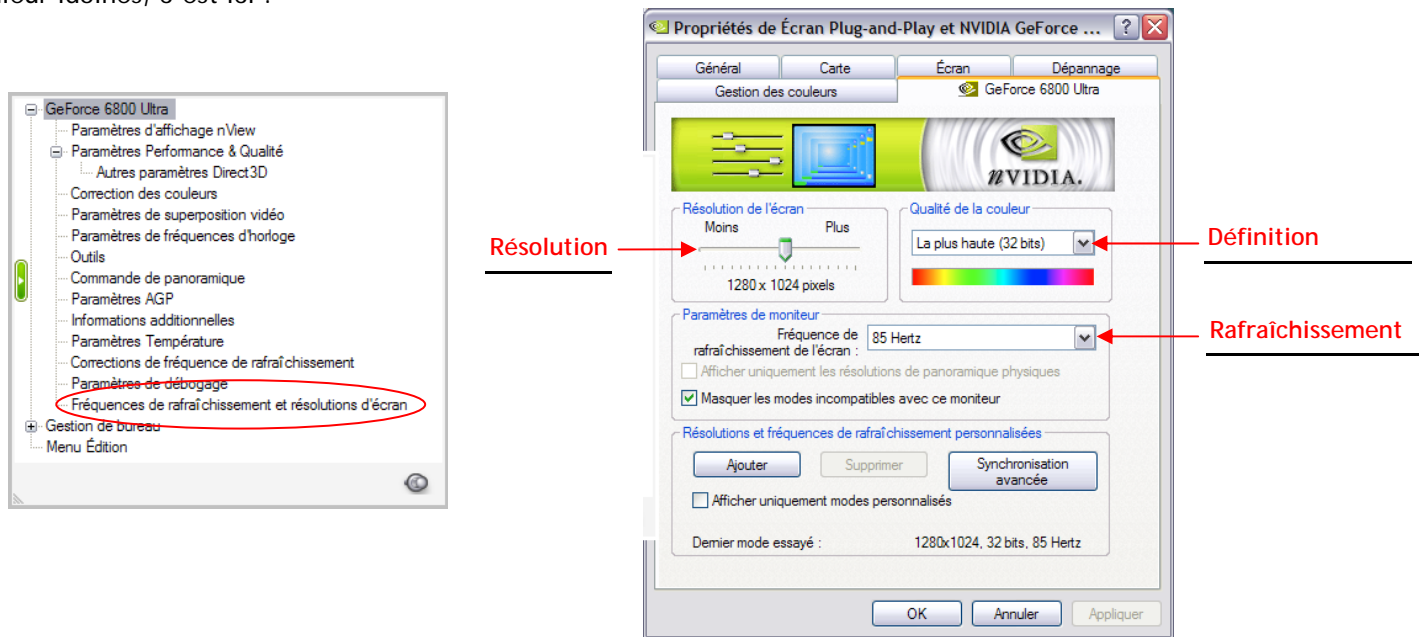 GeForce 6800 Ultra
Paramètres d'affichage nView
Paramètres Performance & Qualité
Autres paramètres Direct3D
Correction des couleurs
Paramètres de superposition vidéo
Paramètres de fréquences d'horloge
Outils
Commande de panoramique
Paramètres AGP
Informations additionnelles
Paramètres Température
Corrections de fréquence de rafraîchissement
Paramètres de débogage
Fréquences de rafraîchissement et résolutions d'écran
Gestion de bureau
Menu Édition
Résolution
Propriétés de Écran Plug-and-Play et NVIDIA GeForce ...
Général Carte Écran Dépannage
Gestion des couleurs GeForce 6800 Ultra
nVIDIA.
Résolution de l'écran
Moins Plus
1280 x 1024 pixels
Qualité de la couleur
La plus haute (32 bits)
Paramètres de moniteur
Fréquence de
rafraîchissement de l'écran :
85 Hertz
Afficher uniquement les résolutions de panoramique physiques
Masquer les modes incompatibles avec ce moniteur
Résolutions et fréquences de rafraîchissement personnalisées
Ajouter Supprimer Synchronisation
avancée
Afficher uniquement modes personnalisés
Dernier mode essayé : 1280x1024, 32 bits, 85 Hertz
OK Annuler Appliquer
Définition
Rafraîchissement